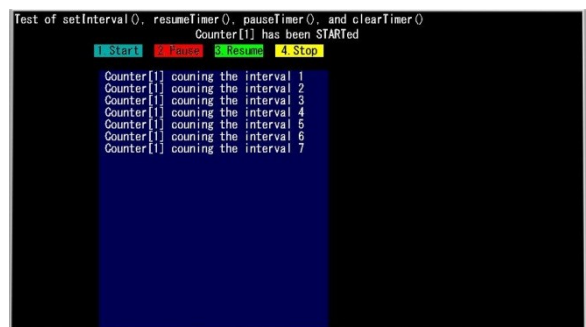 Test of setInterval(), resumeTimer(), pauseTimer(), and clearTimer()
Counter[1] has been STARTed
1.Start 2.Pause 3.Resume 4.Stop
Counter[1] couning the interval 1
Counter[1] couning the interval 2
Counter[1] couning the interval 3
Counter[1] couning the interval 4
Counter[1] couning the interval 5
Counter[1] couning the interval 6
Counter[1] couning the interval 7